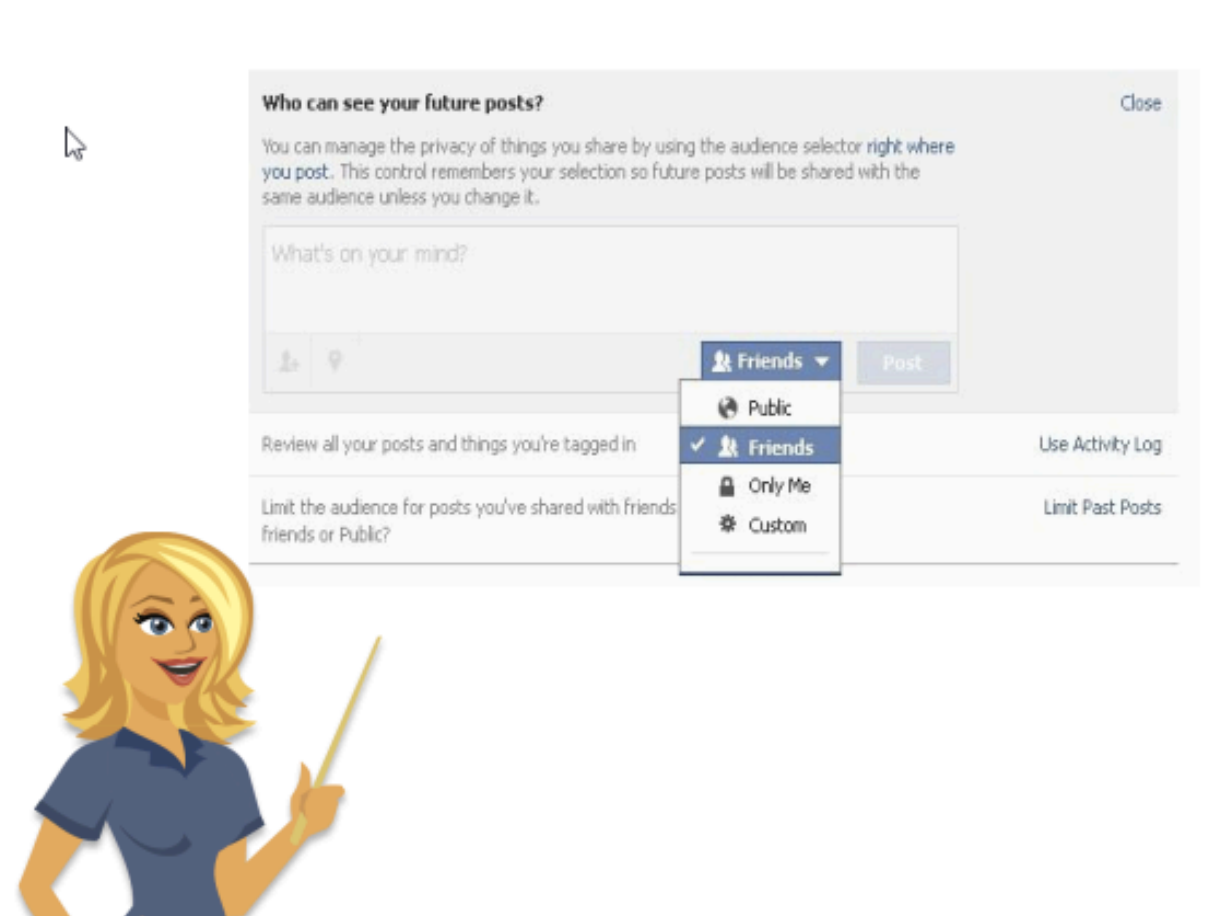 Who can see your future posts?
Close
You can manage the privacy of things you share by using the audience selector right where
you post. This control remembers your selection so future posts will be shared with the
same audience unless you change it.
What's on your mind?
Friends
Post
Public
Review all your posts and things you're tagged in
Friends
Use Activity Log
Only Me
Limit the audience for posts you've shared with friends
Limit Past Posts
Custom
friends or Public?